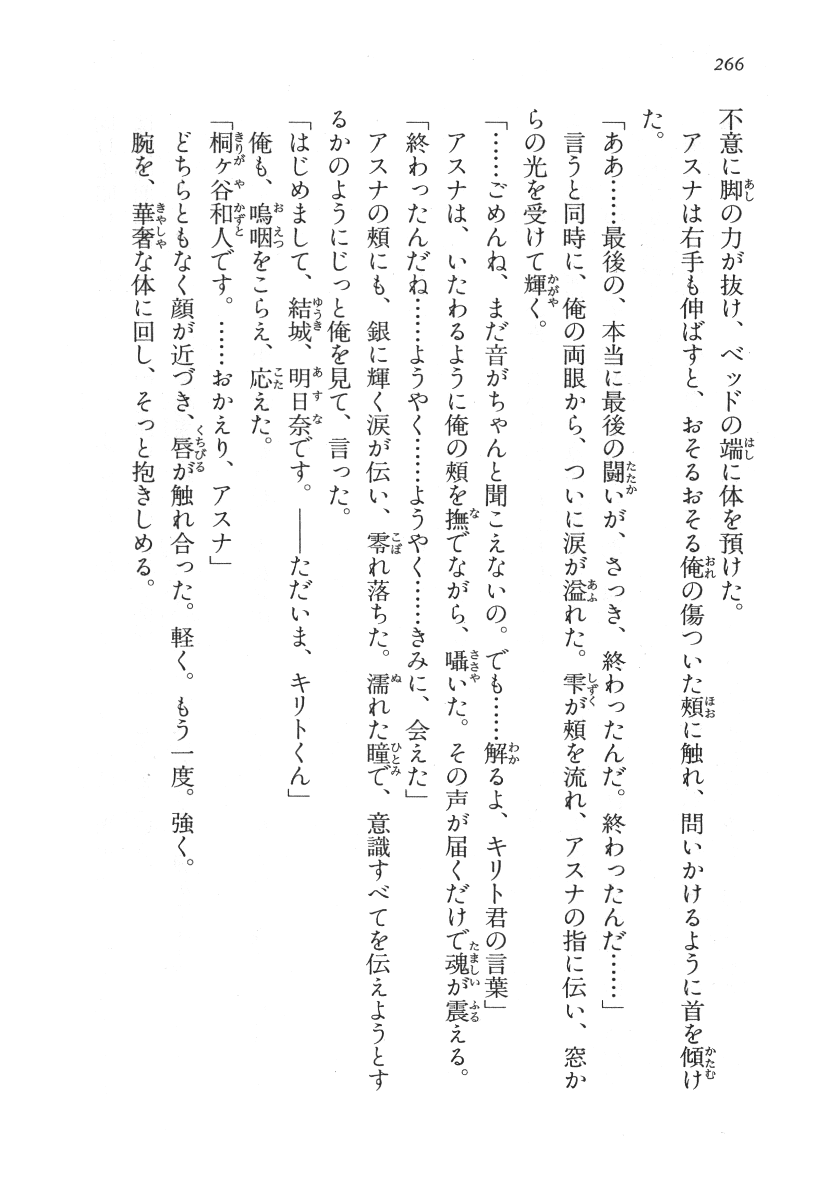 266
不意に脚の力が抜け、ベッドの端に体を預けた。
　アスナは右手も伸ばすと、おそるおそる俺の傷ついた頬に触れ、問いかけるように首を傾け
た。
「ああ……最後の、本当に最後の闘いが、さっき、終わったんだ。終わったんだ……」
　言うと同時に、俺の両眼から、ついに涙が溢れた。雫が頬を流れ、アスナの指に伝い、窓か
らの光を受けて輝く。
「……ごめんね、まだ音がちゃんと聞こえないの。でも……解るよ、キリト君の言葉」
　アスナは、いたわるように俺の頬を撫でながら、囁いた。その声が届くだけで魂が震える。
「終わったんだね……ようやく……ようやく……きみに、会えた」
　アスナの頬にも、銀に輝く涙が伝い、零れ落ちた。濡れた瞳で、意識すべてを伝えようとす
るかのようにじっと俺を見て、言った。
「はじめまして、結城、明日奈です。――ただいま、キリトくん」
　俺も、嗚咽をこらえ、応えた。
「桐ヶ谷和人です。……おかえり、アスナ」
　どちらともなく顔が近づき、唇が触れ合った。軽く。もう一度。強く。
　腕を、華奢な体に回し、そっと抱きしめる。